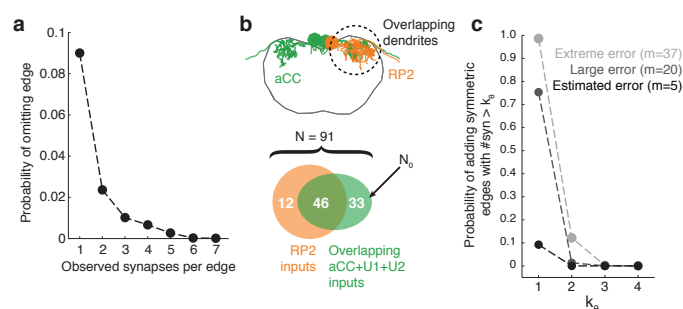 a
0.1
0.08
0.06
0.04
0.02
0
Probability of omitting edge
1 2 3 4 5 6 7
Observed synapses per edge
b
Overlapping
dendrites
aCC
RP2
N = 91
N0
12 46 33
RP2
inputs
Overlapping
aCC+U1+U2
inputs
c
Extreme error (m=37)
Large error (m=20)
Estimated error (m=5)
1.0
0.9
0.8
0.7
0.6
0.5
0.4
0.3
0.2
0.1
0
Probability of adding symmetric
edges with #syn > kθ
1 2 3 4
kθ